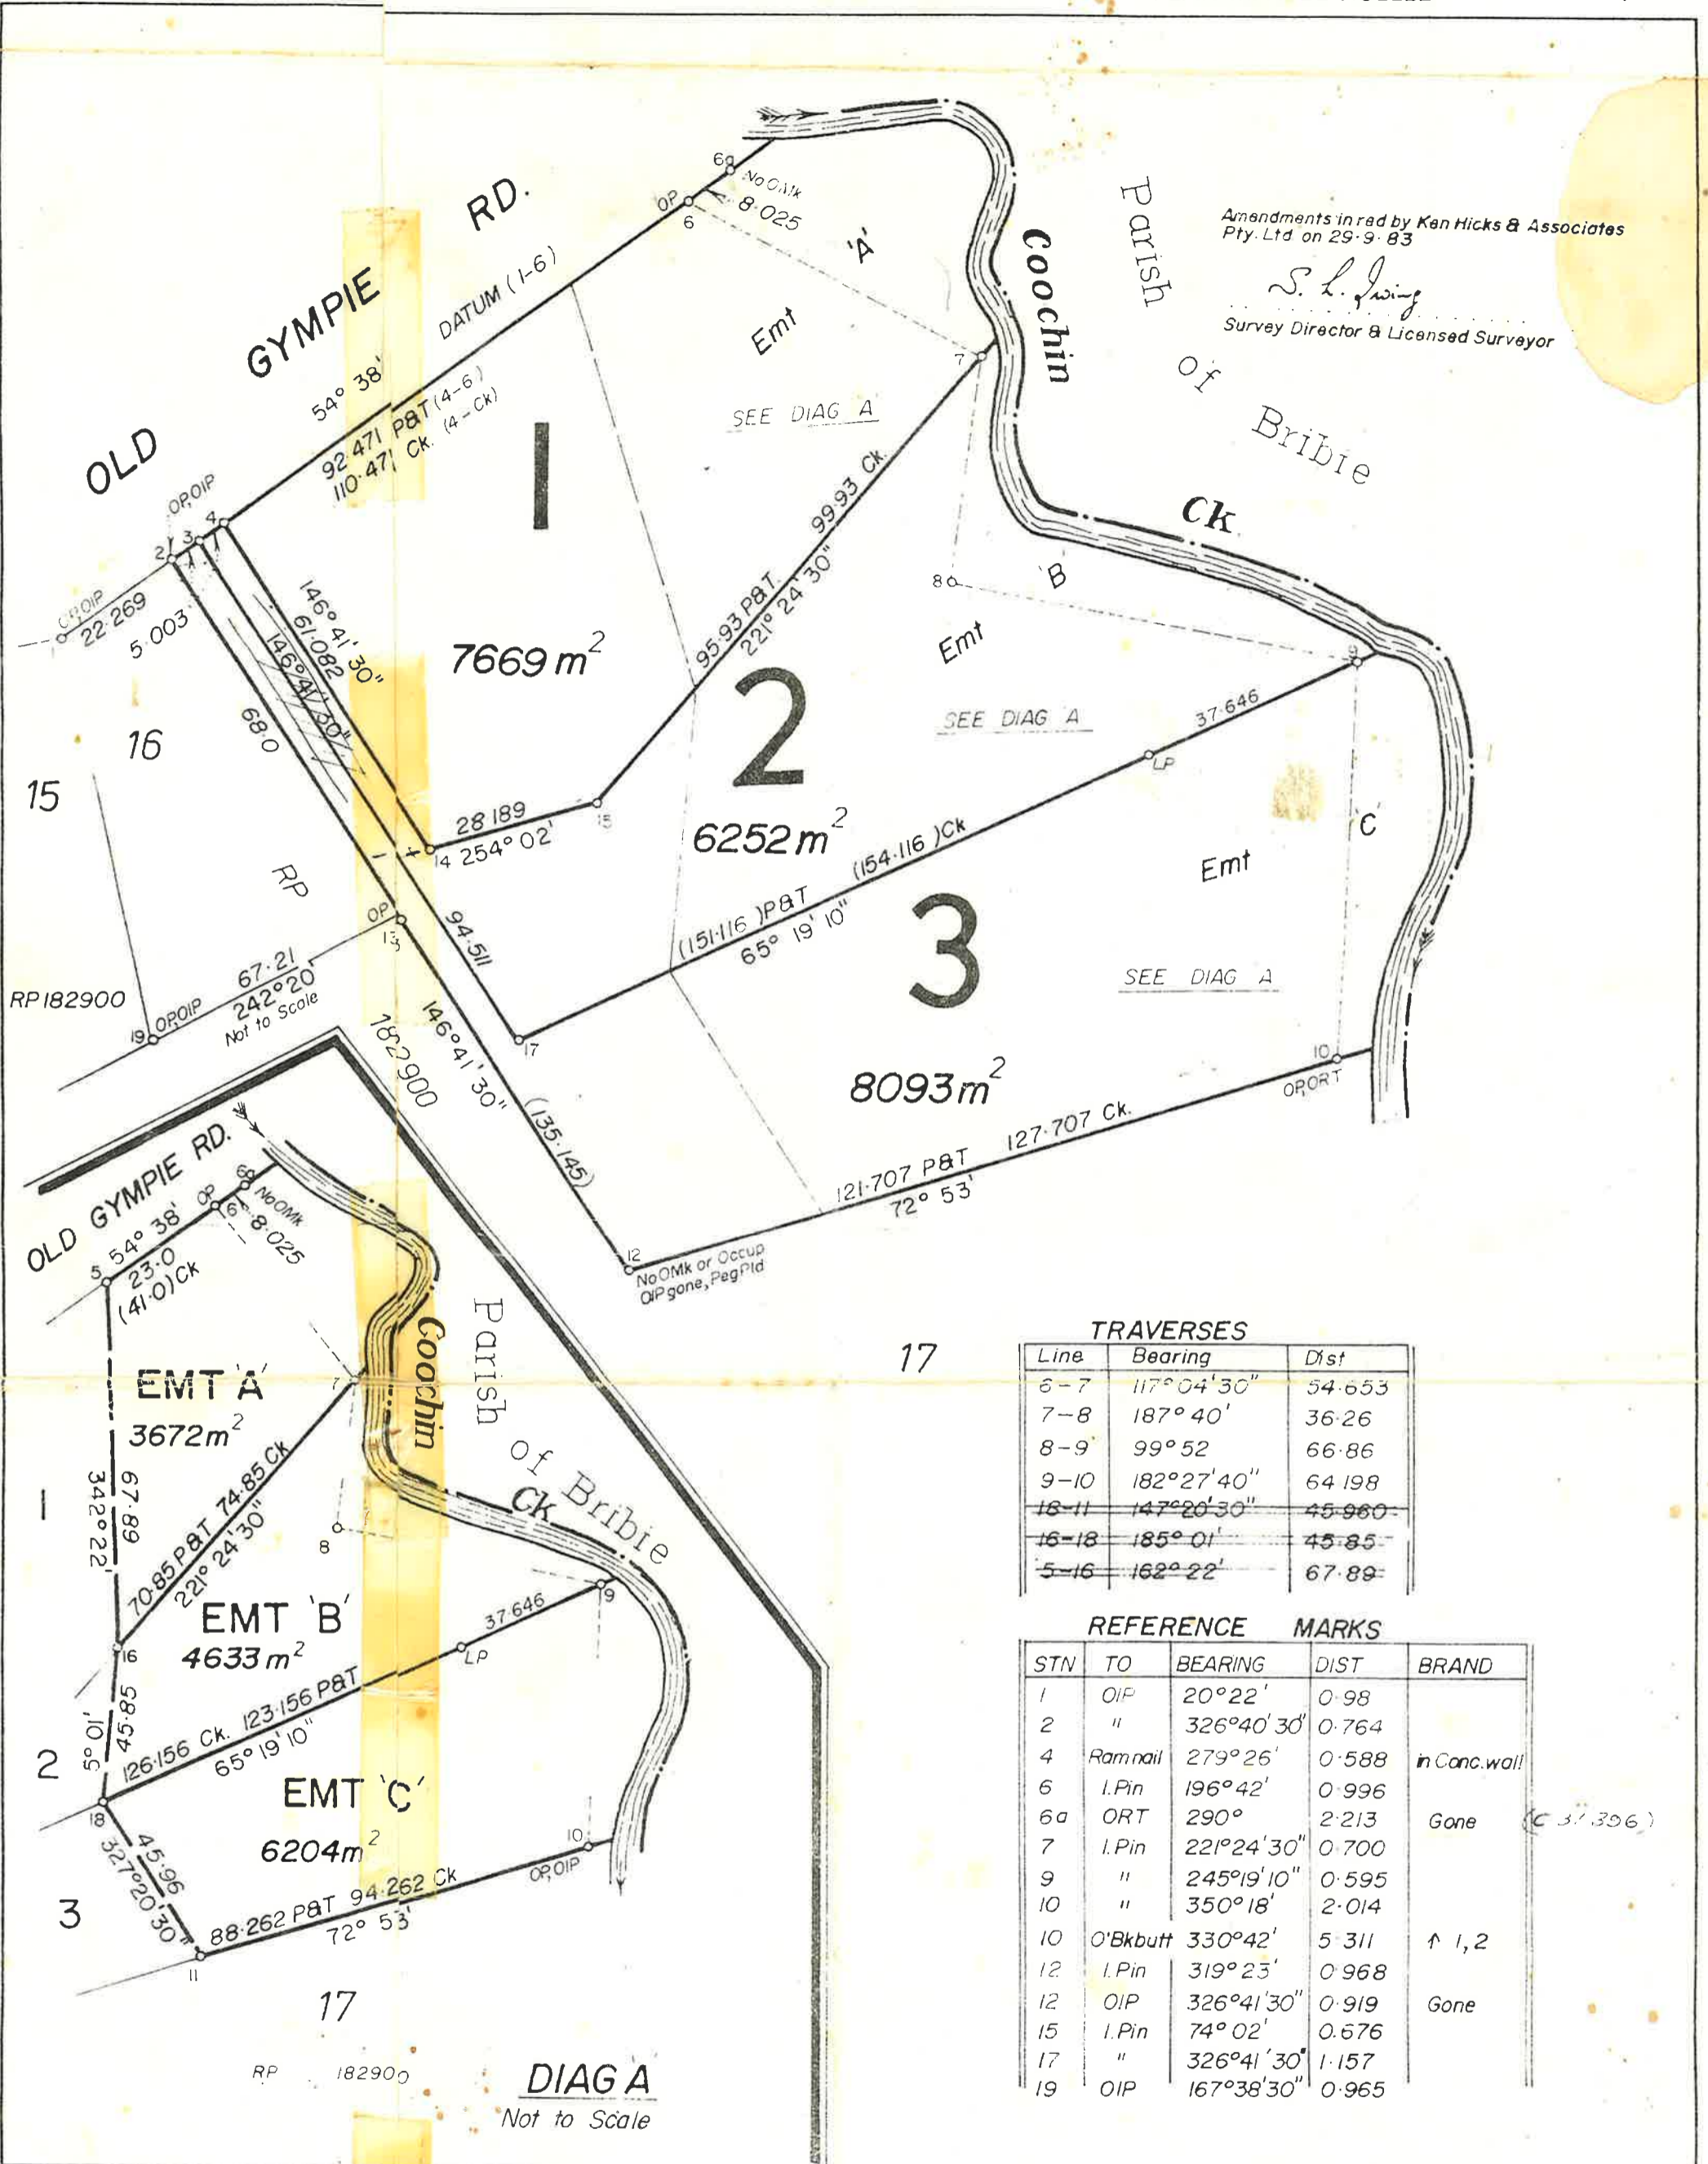 Amendments in red by Ken Hicks & Associates
Pty. Ltd. on 29·9·83
Survey Director & Licensed Surveyor
OLD GYMPIE RD.
Coochin Ck.
Parish of Bribie
6a
No OMk
8·025
OP
6
'A'
Emt
DATUM (1-6)
54° 38'
92·471 P&T (4-6)
110·471 Ck. (4-Ck)
SEE DIAG A
7
1
7669 m²
OP,OIP
4
3
2
22·269
5·003
146° 41' 30"
61·082
146° 41' 30"
68·0
99·93 Ck.
95·93 P&T.
221° 24' 30"
8
'B'
Emt
SEE DIAG A
9
37·646
LP
2
6252 m²
16
15
RP
28·189
14 254° 02'
15
(154·116)Ck
(151·116)P&T
65° 19' 10"
'C'
Emt
3
SEE DIAG A
8093 m²
OP
13
94·511
67·21
242° 20'
Not to Scale
RP 182900
19 OP,OIP
17
182900
146° 41' 30"
(135·145)
10
OP,ORT
127·707 Ck.
121·707 P&T
72° 53'
12
No OMk or Occup
OIP gone, Peg Pld
17
OLD GYMPIE RD.
6a
No OMk
8·025
OP
6
5
54° 38'
23·0
(41·0)Ck
Coochin Ck
Parish of Bribie
EMT 'A'
3672m²
7
67·89
342° 22'
1
70·85 P&T 74·85 Ck
221° 24' 30"
8
EMT 'B'
4633 m²
9
37·646
LP
16
45·85
5° 01'
2
126·156 Ck. 123·156 P&T
65° 19' 10"
EMT 'C'
6204m²
18
45·96
327° 20' 30"
10
OP,OIP
3
88·262 P&T 94·262 Ck
72° 53'
11
17
RP 182900
DIAG A
Not to Scale
TRAVERSES
Line Bearing Dist
6-7 117° 04' 30" 54·653
7-8 187° 40' 36·26
8-9 99° 52 66·86
9-10 182° 27' 40" 64·198
18-11 147° 20' 30" 45·960
16-18 185° 01' 45·85
5-16 162° 22' 67·89
REFERENCE MARKS
STN TO BEARING DIST BRAND
1 OIP 20° 22' 0·98
2 " 326° 40' 30" 0·764
4 Ramnail 279° 26' 0·588 in Conc. wall
6 I.Pin 196° 42' 0·996
6a ORT 290° 2·213 Gone
7 I.Pin 221° 24' 30" 0·700
9 " 245° 19' 10" 0·595
10 " 350° 18' 2·014
10 O'Bkbutt 330° 42' 5·311 ↑ 1,2
12 I.Pin 319° 23' 0·968
12 OIP 326° 41' 30" 0·919 Gone
15 I.Pin 74° 02' 0·676
17 " 326° 41' 30" 1·157
19 OIP 167° 38' 30" 0·965